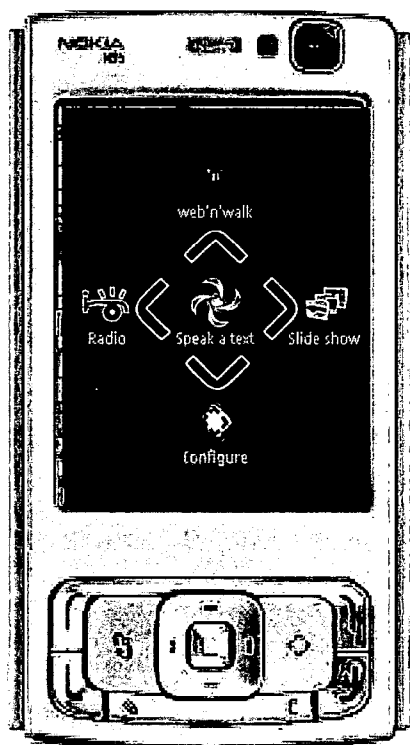 NOKIA
N95
'n'
web'n'walk
Radio
Speak a text
Slide show
Configure